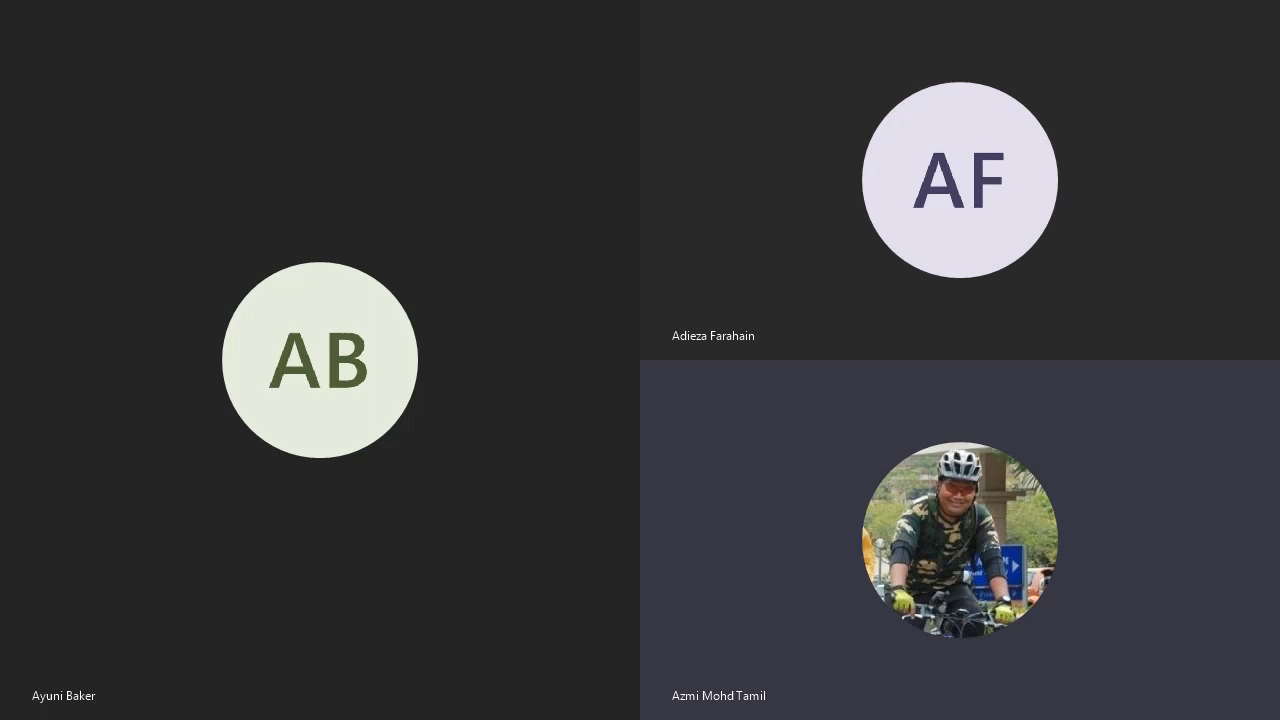 AB
Ayuni Baker
AF
Adieza Farahain
Azmi Mohd Tamil